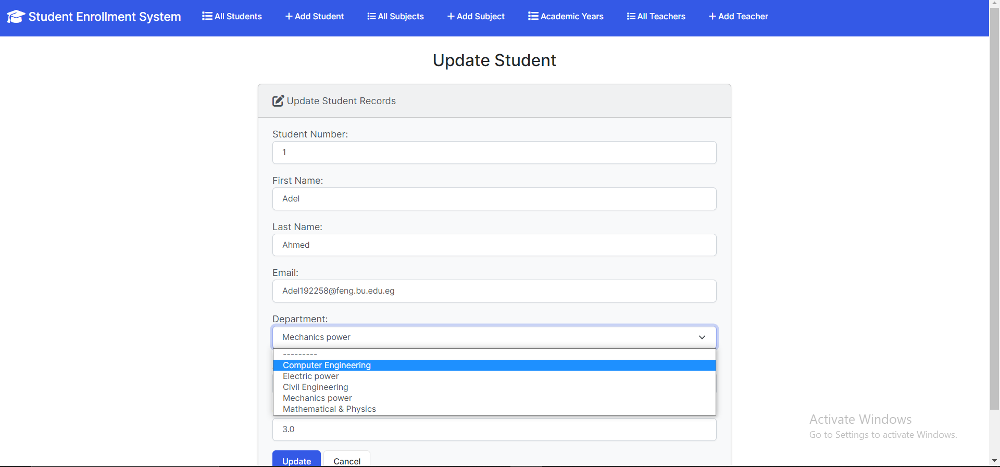 Student Enrollment System All Students + Add Student All Subjects + Add Subject Academic Years All Teachers + Add Teacher
Update Student
Update Student Records
Student Number:
1
First Name:
Adel
Last Name:
Ahmed
Email:
Adel192258@feng.bu.edu.eg
Department:
Mechanics power
---------
Computer Engineering
Electric power
Civil Engineering
Mechanics power
Mathematical & Physics
3.0
Update Cancel
Activate Windows
Go to Settings to activate Windows.